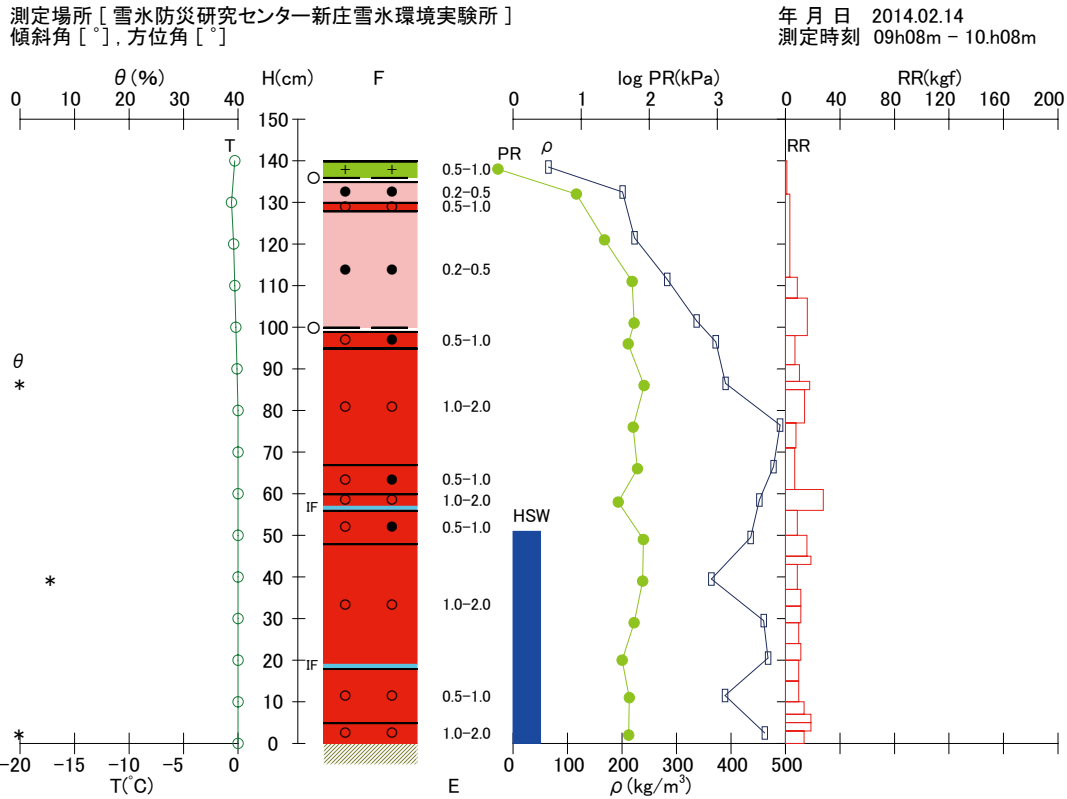 測定場所 [ 雪氷防災研究センター新庄雪氷環境実験所 ]
傾斜角 [ ° ] , 方位角 [ ° ]
年 月 日 2014.02.14
測定時刻 09h08m - 10.h08m
θ (%)
H(cm)
F
log PR(kPa)
RR(kgf)
0 10 20 30 40
0 1 2 3
0 40 80 120 160 200
150
140
130
120
110
100
90
80
70
60
50
40
30
20
10
0
T
θ
*
*
*
IF
IF
+ +
0.5-1.0
0.2-0.5
0.5-1.0
0.2-0.5
0.5-1.0
1.0-2.0
0.5-1.0
1.0-2.0
0.5-1.0
1.0-2.0
0.5-1.0
1.0-2.0
PR
ρ
HSW
RR
-20 -15 -10 -5 0
T(°C)
E
0 100 200 300 400 500
ρ (kg/m³)